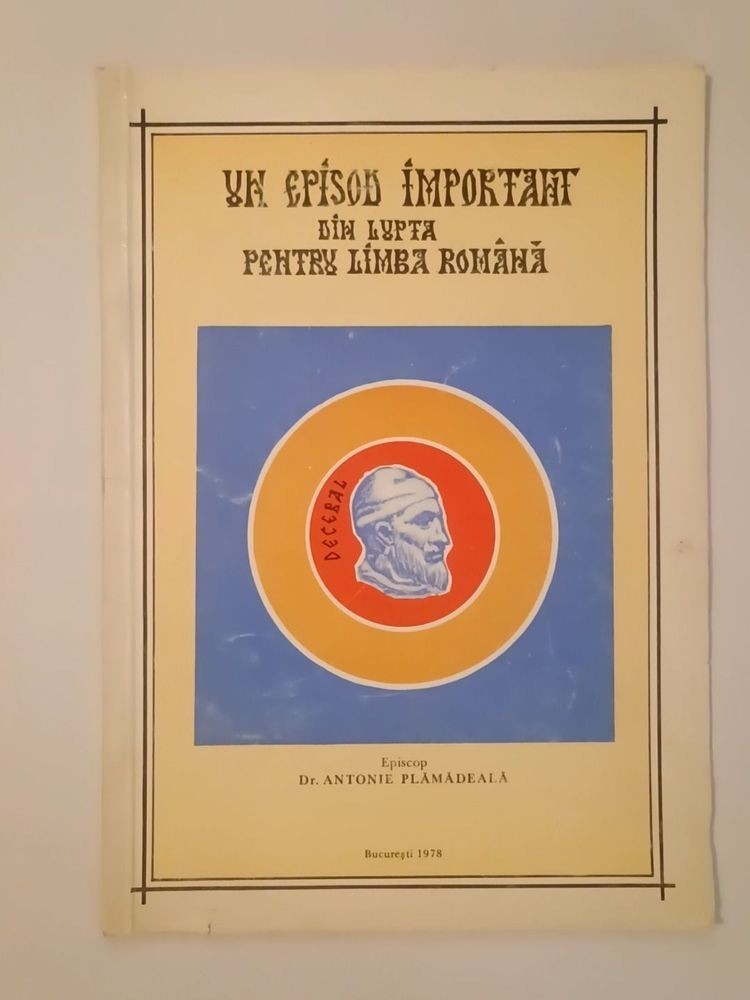 UN EPISOD IMPORTANT
DIN LUPTA
PENTRU LIMBA ROMÂNĂ
DECEBAL
Episcop
Dr. ANTONIE PLĂMĂDEALĂ
București 1978